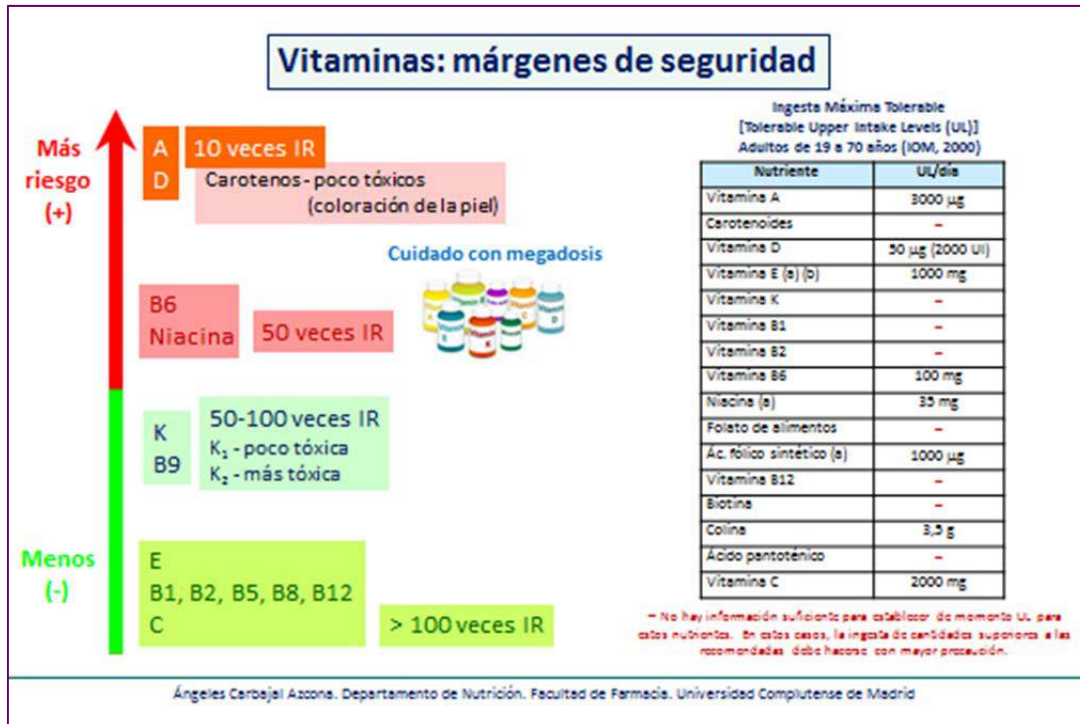 Vitaminas: márgenes de seguridad
Más
riesgo
(+)
A
D
10 veces IR
Carotenos - poco tóxicos
(coloración de la piel)
Cuidado con megadosis
B6
Niacina
50 veces IR
K
B9
50-100 veces IR
K₁ - poco tóxica
K₂ - más tóxica
Menos
(-)
E
B1, B2, B5, B8, B12
C
> 100 veces IR
Ingesta Máxima Tolerable
[Tolerable Upper Intake Levels (UL)]
Adultos de 19 a 70 años (IOM, 2000)
Nutriente UL/día
Vitamina A 3000 µg
Carotenoides –
Vitamina D 50 µg (2000 UI)
Vitamina E (a) (b) 1000 mg
Vitamina K –
Vitamina B1 –
Vitamina B2 –
Vitamina B6 100 mg
Niacina (a) 35 mg
Folato de alimentos –
Ác. fólico sintético (a) 1000 µg
Vitamina B12 –
Biotina –
Colina 3,5 g
Ácido pantoténico –
Vitamina C 2000 mg
– No hay información suficiente para establecer de momento UL para
estos nutrientes. En estos casos, la ingesta de cantidades superiores a las
recomendadas debe hacerse con mayor precaución.
Ángeles Carbajal Azcona. Departamento de Nutrición. Facultad de Farmacia. Universidad Complutense de Madrid